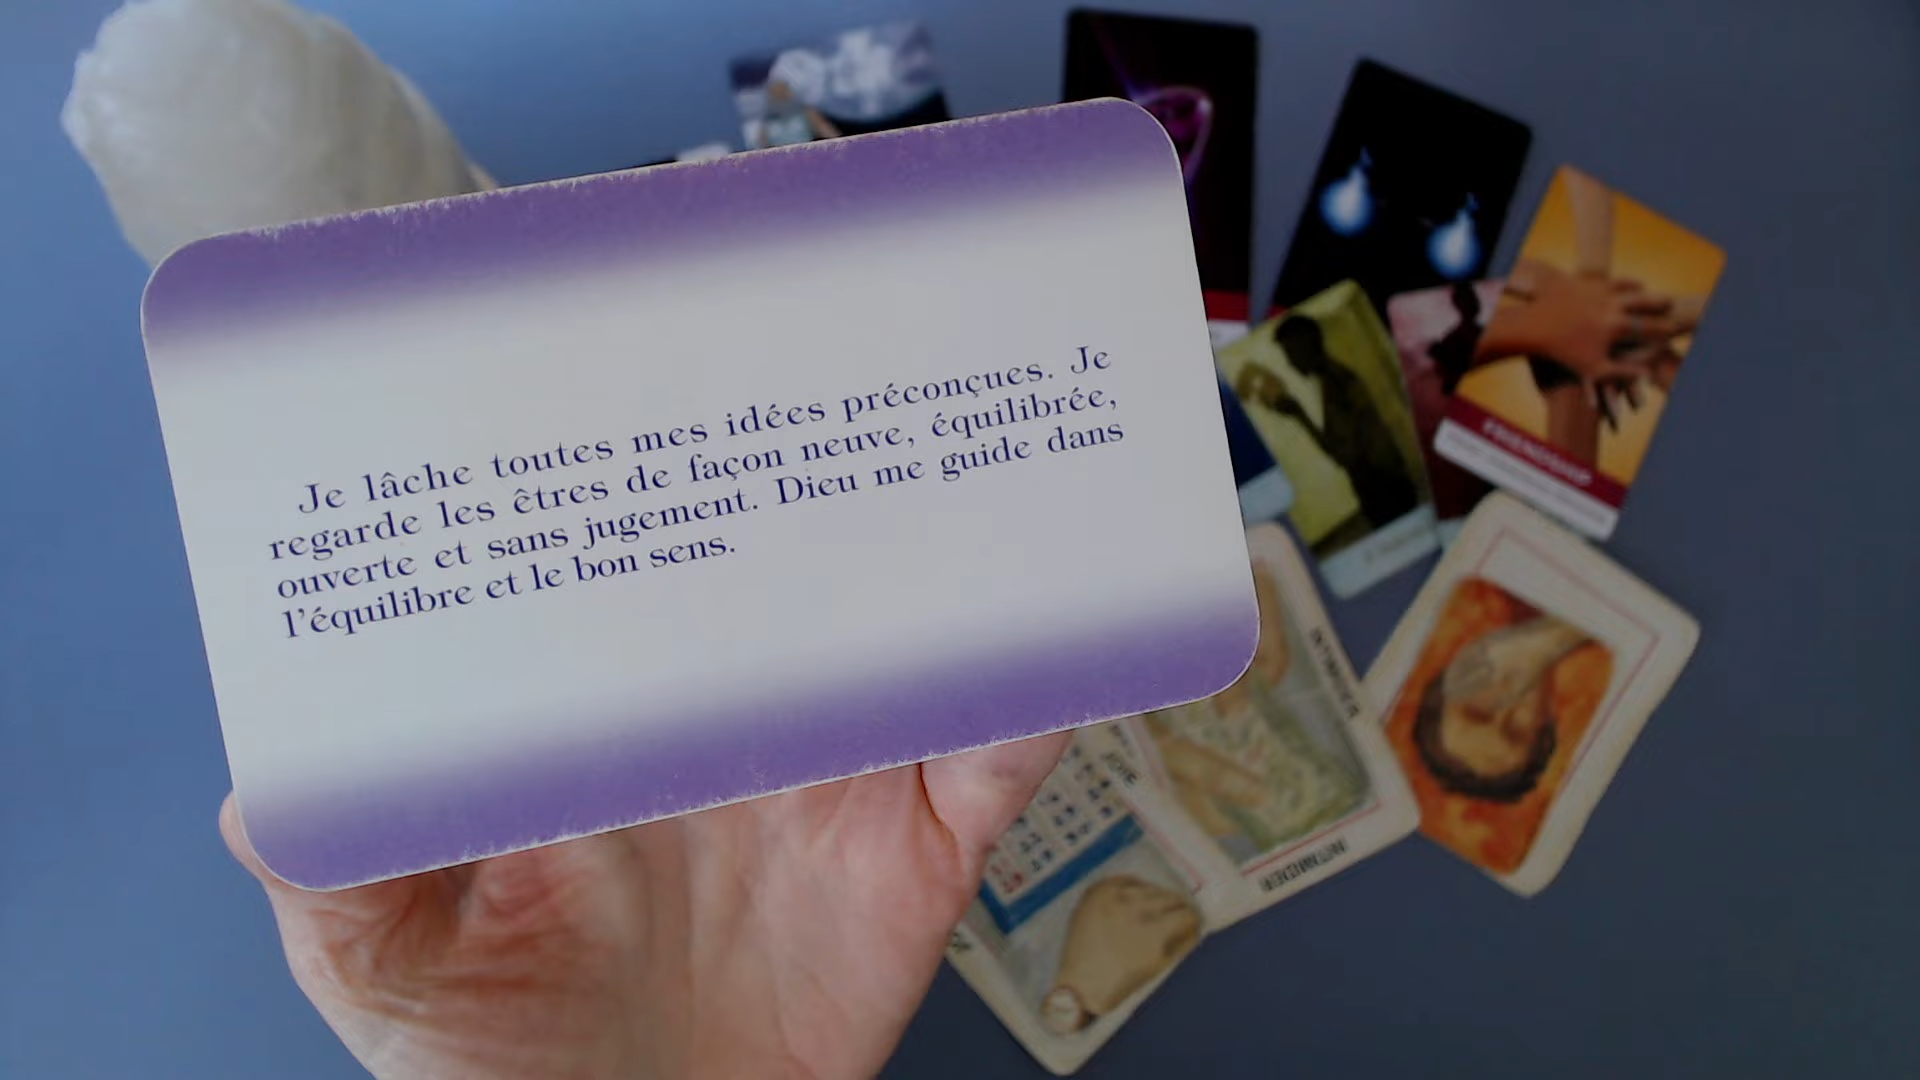 Je lâche toutes mes idées préconçues. Je
regarde les êtres de façon neuve, équilibrée,
ouverte et sans jugement. Dieu me guide dans
l'équilibre et le bon sens.
FRIENDSHIP